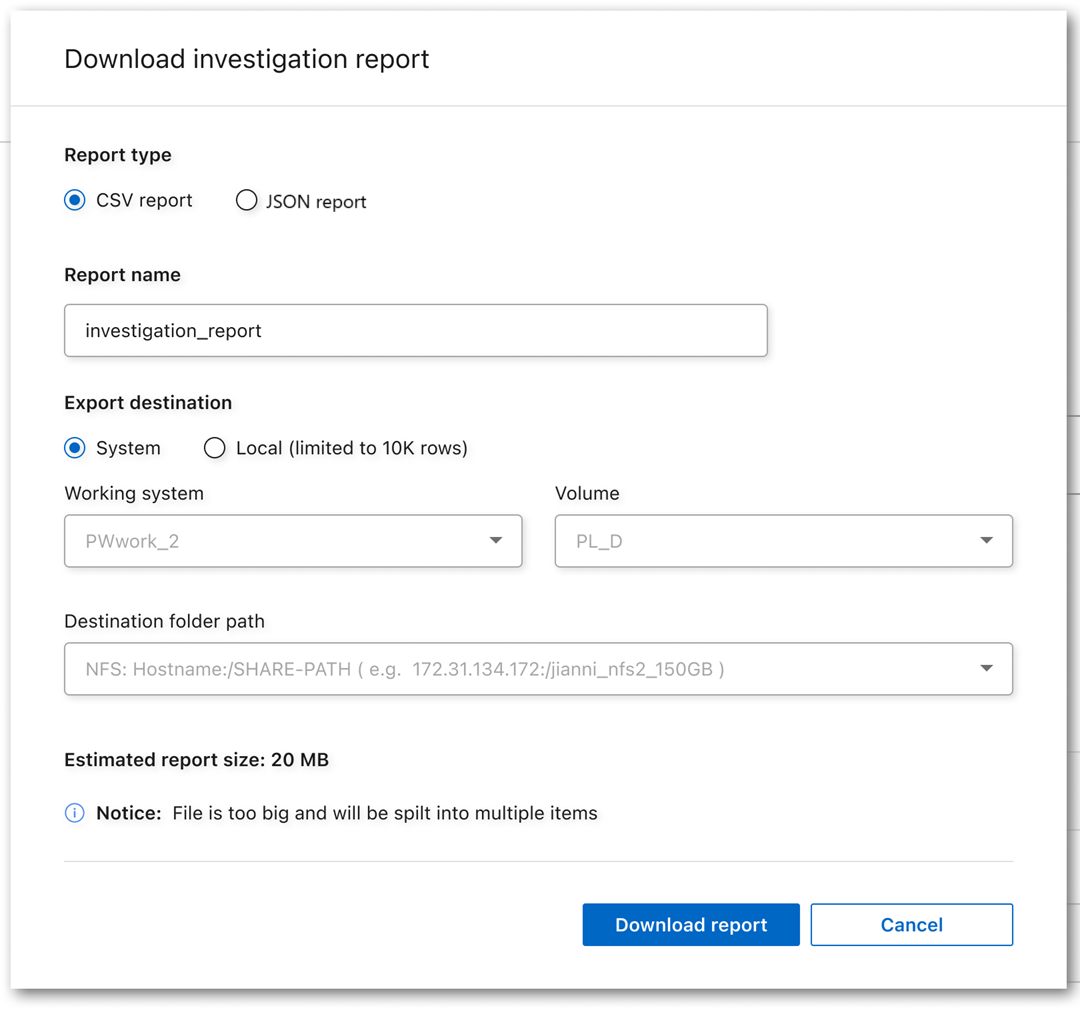 Download investigation report
Report type
CSV report JSON report
Report name
investigation_report
Export destination
System Local (limited to 10K rows)
Working system Volume
PWwork_2 PL_D
Destination folder path
NFS: Hostname:/SHARE-PATH ( e.g. 172.31.134.172:/jianni_nfs2_150GB )
Estimated report size: 20 MB
Notice: File is too big and will be spilt into multiple items
Download report Cancel